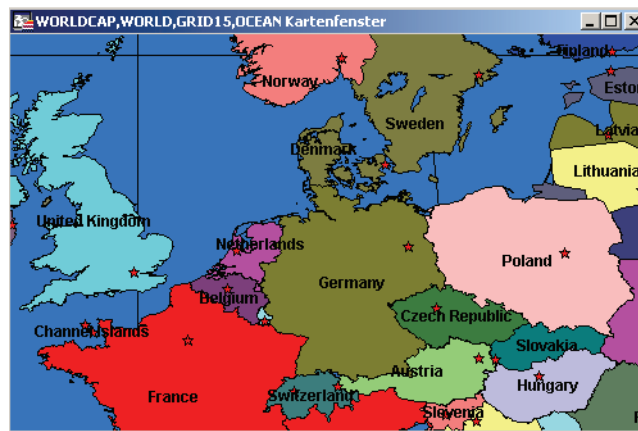 WORLDCAP,WORLD,GRID15,OCEAN Kartenfenster
Finland
Norway
Eston
Sweden
Latvia
Denmark
Lithuania
United Kingdom
Netherlands
Poland
Germany
Belgium
Czech Republic
Channel Islands
Slovakia
Austria
Hungary
France
Switzerland
Slovenia